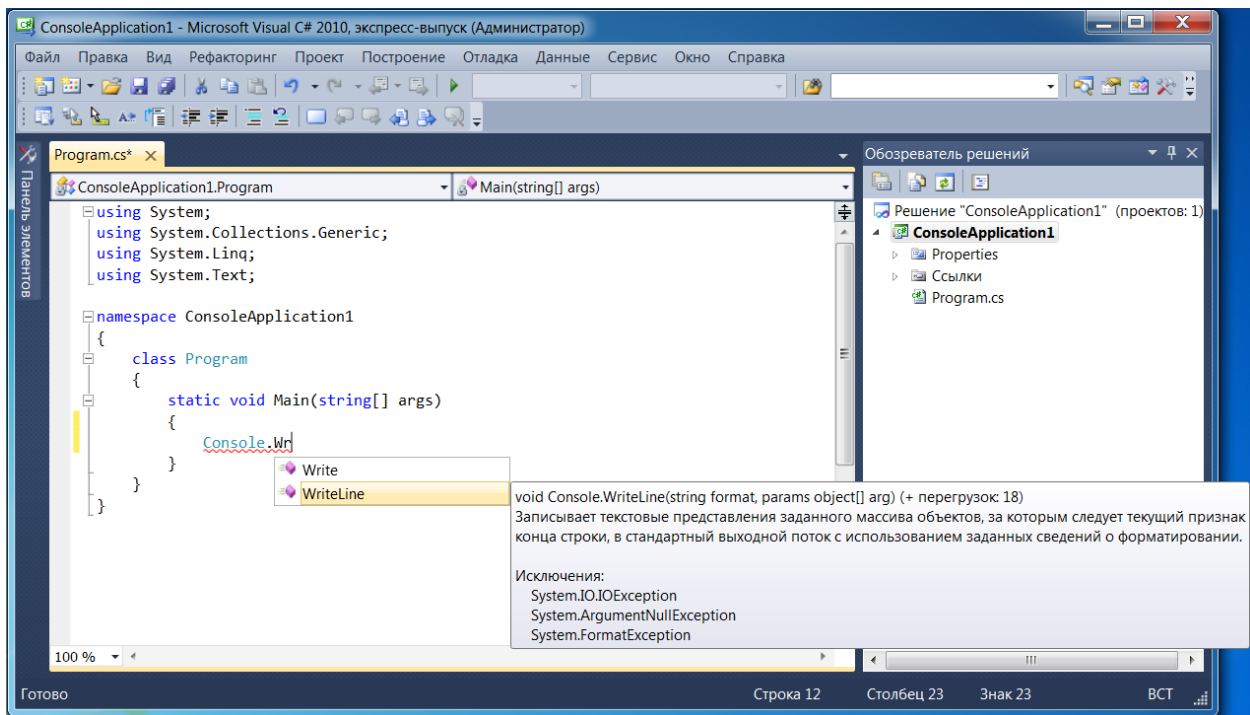 ConsoleApplication1 - Microsoft Visual C# 2010, экспресс-выпуск (Администратор)
Файл Правка Вид Рефакторинг Проект Построение Отладка Данные Сервис Окно Справка
Панель элементов
Program.cs*
ConsoleApplication1.Program
Main(string[] args)
using System;
using System.Collections.Generic;
using System.Linq;
using System.Text;
namespace ConsoleApplication1
{
class Program
{
static void Main(string[] args)
{
Console.Wr
}
}
}
Write
WriteLine
void Console.WriteLine(string format, params object[] arg) (+ перегрузок: 18)
Записывает текстовые представления заданного массива объектов, за которым следует текущий признак
конца строки, в стандартный выходной поток с использованием заданных сведений о форматировании.
Исключения:
System.IO.IOException
System.ArgumentNullException
System.FormatException
100 %
Обозреватель решений
Решение "ConsoleApplication1" (проектов: 1)
ConsoleApplication1
Properties
Ссылки
Program.cs
Готово Строка 12 Столбец 23 Знак 23 ВСТ